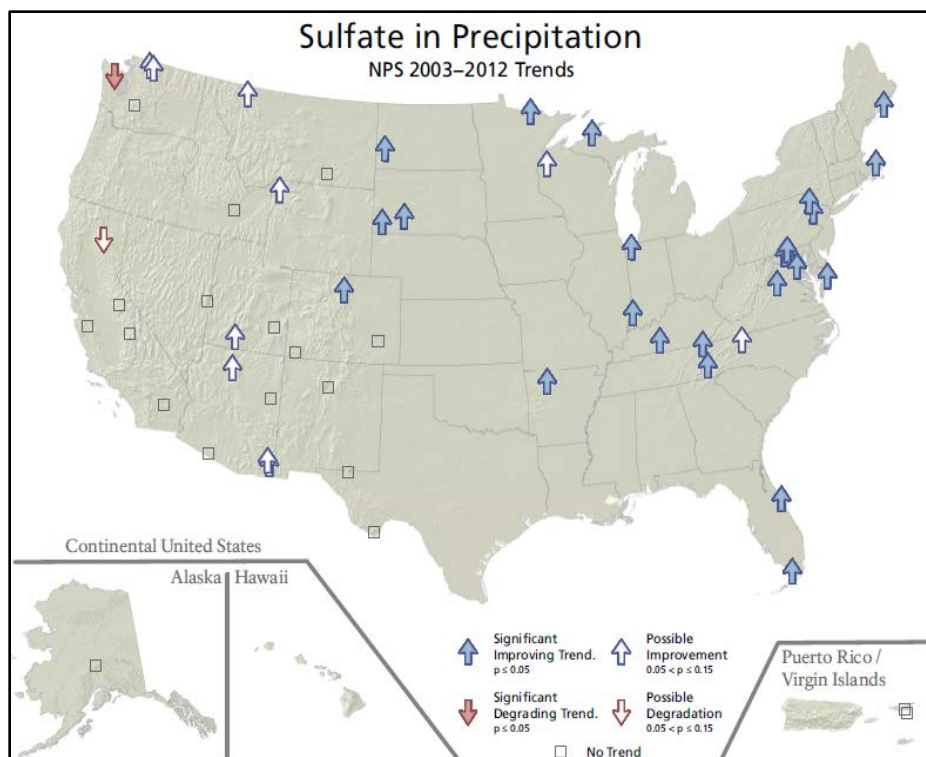 Sulfate in Precipitation
NPS 2003–2012 Trends
Continental United States
Alaska
Hawaii
Significant
Improving Trend.
p ≤ 0.05
Possible
Improvement
0.05 < p ≤ 0.15
Significant
Degrading Trend.
p ≤ 0.05
Possible
Degradation
0.05 < p ≤ 0.15
No Trend
Puerto Rico /
Virgin Islands